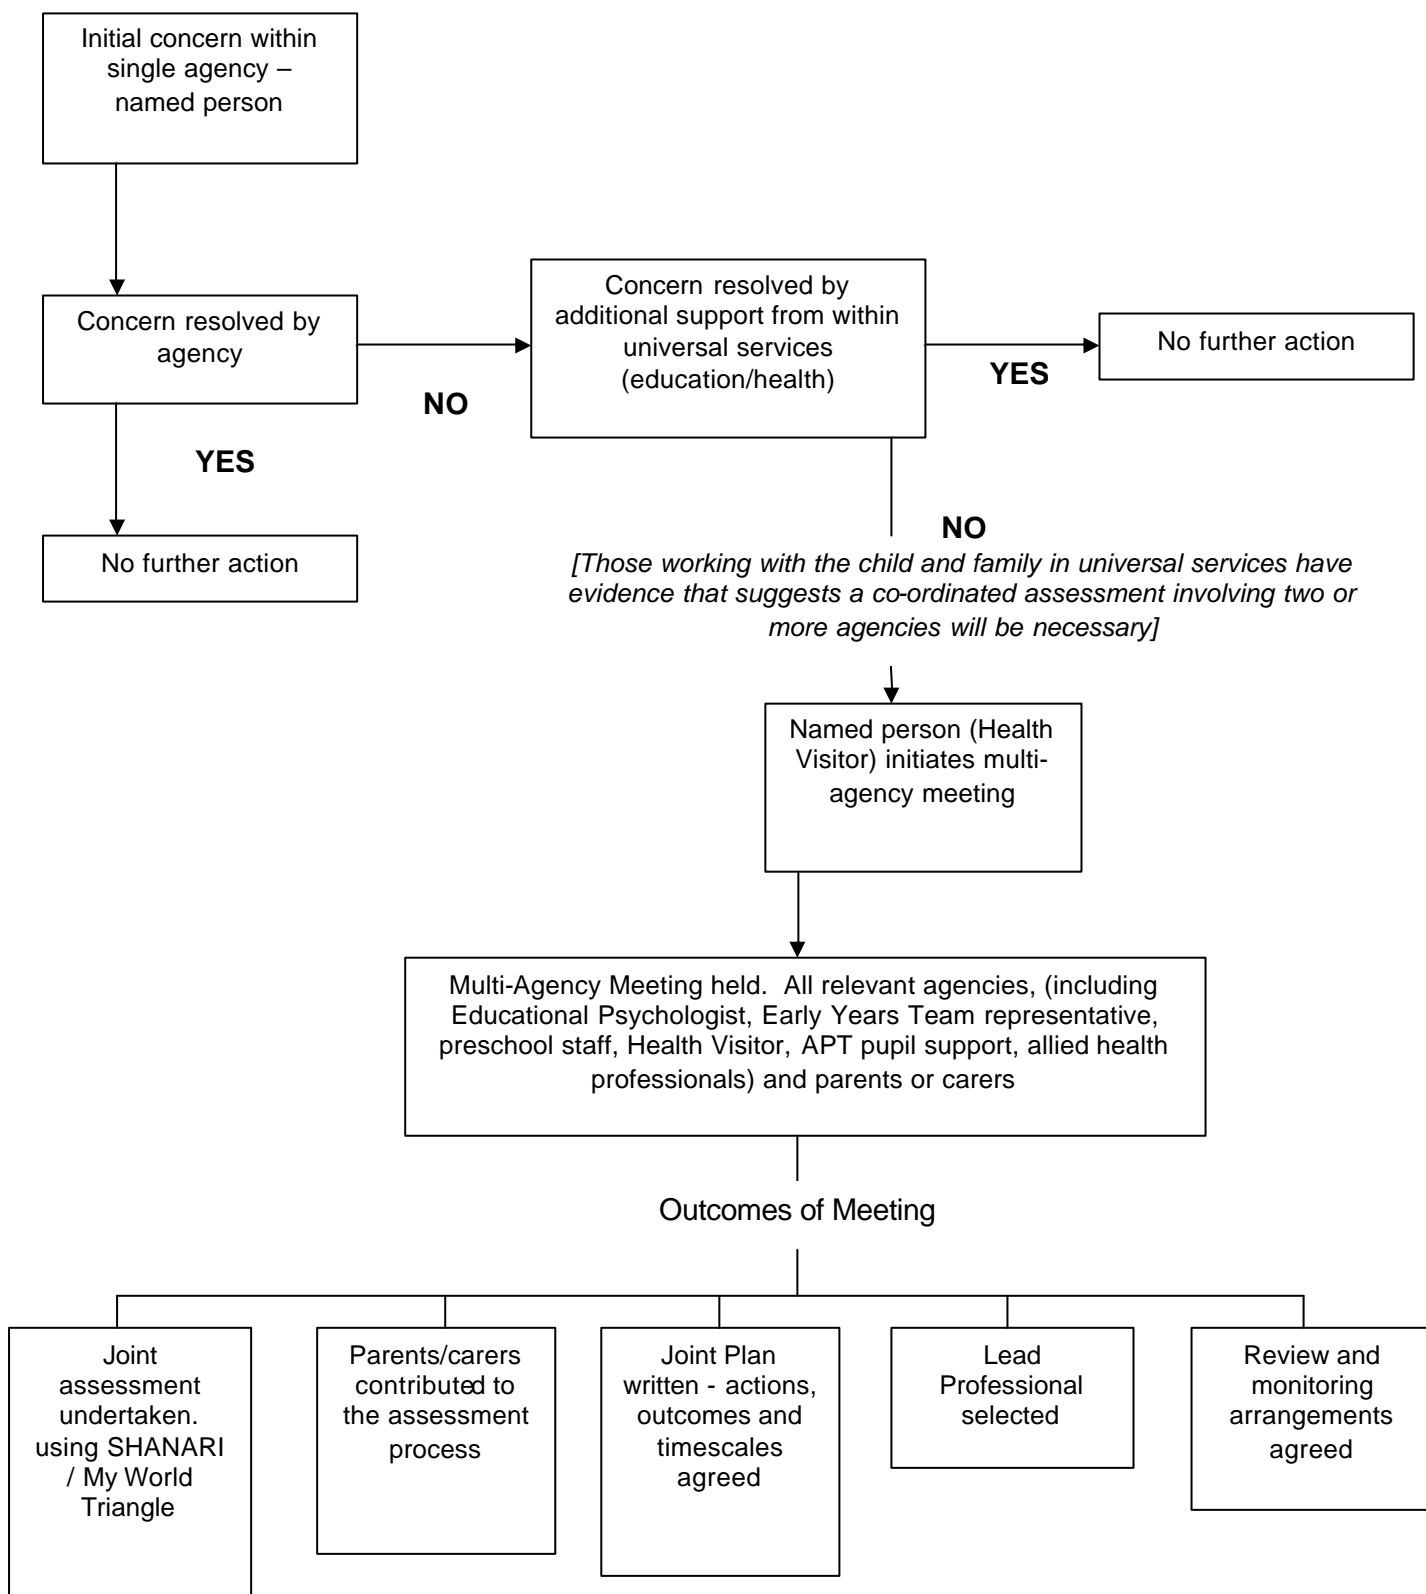 Initial concern within
single agency –
named person
Concern resolved by
agency
NO
YES
No further action
Concern resolved by
additional support from within
universal services
(education/health)
YES
No further action
NO
[Those working with the child and family in universal services have
evidence that suggests a co-ordinated assessment involving two or
more agencies will be necessary]
Named person (Health
Visitor) initiates multi-
agency meeting
Multi-Agency Meeting held.  All relevant agencies, (including
Educational Psychologist, Early Years Team representative,
preschool staff, Health Visitor, APT pupil support, allied health
professionals) and parents or carers
Outcomes of Meeting
Joint
assessment
undertaken.
using SHANARI
/ My World
Triangle
Parents/carers
contributed to
the assessment
process
Joint Plan
written - actions,
outcomes and
timescales
agreed
Lead
Professional
selected
Review and
monitoring
arrangements
agreed